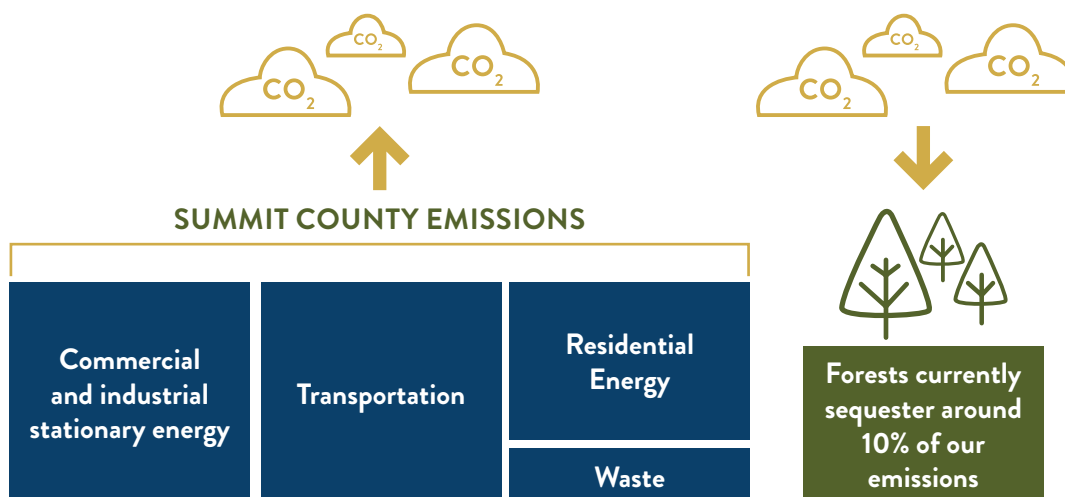 CO2
CO2
CO2
CO2
CO2
CO2
SUMMIT COUNTY EMISSIONS
Commercial
and industrial
stationary energy
Transportation
Residential
Energy
Waste
Forests currently
sequester around
10% of our
emissions